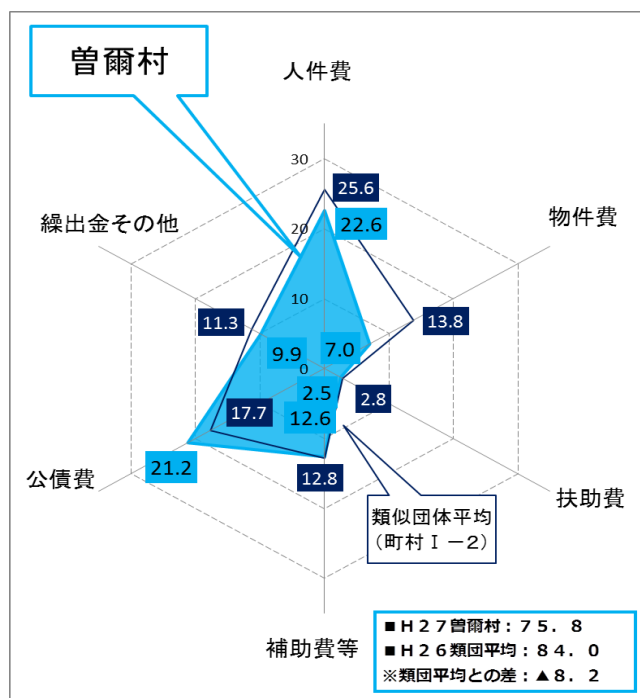 曽爾村
人件費
30
25.6
物件費
繰出金その他
20
22.6
10
11.3
13.8
9.9
7.0
0
2.5
2.8
17.7
12.6
21.2
12.8
公債費
扶助費
類似団体平均
(町村Ⅰ－2)
補助費等
■H27曽爾村：75．8
■H26類団平均：84．0
※類団平均との差：▲8．2